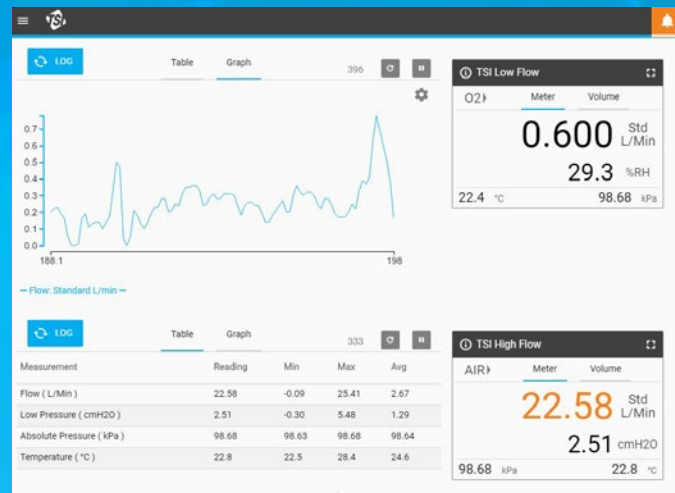 TSI
LOG Table Graph 396
TSI Low Flow
O2 Meter Volume
0.600 Std L/Min
29.3 %RH
22.4 °C 98.68 kPa
0.7
0.6
0.5
0.4
0.3
0.2
0.1
0.0
188.1 198
Flow: Standard L/min
LOG Table Graph 333
Measurement Reading Min Max Avg
Flow ( L/Min ) 22.58 -0.09 25.41 2.67
Low Pressure ( cmH2O ) 2.51 -0.30 5.48 1.29
Absolute Pressure ( kPa ) 98.68 98.63 98.68 98.64
Temperature ( °C ) 22.8 22.5 28.4 24.6
TSI High Flow
AIR Meter Volume
22.58 Std L/Min
2.51 cmH2O
98.68 kPa 22.8 °C